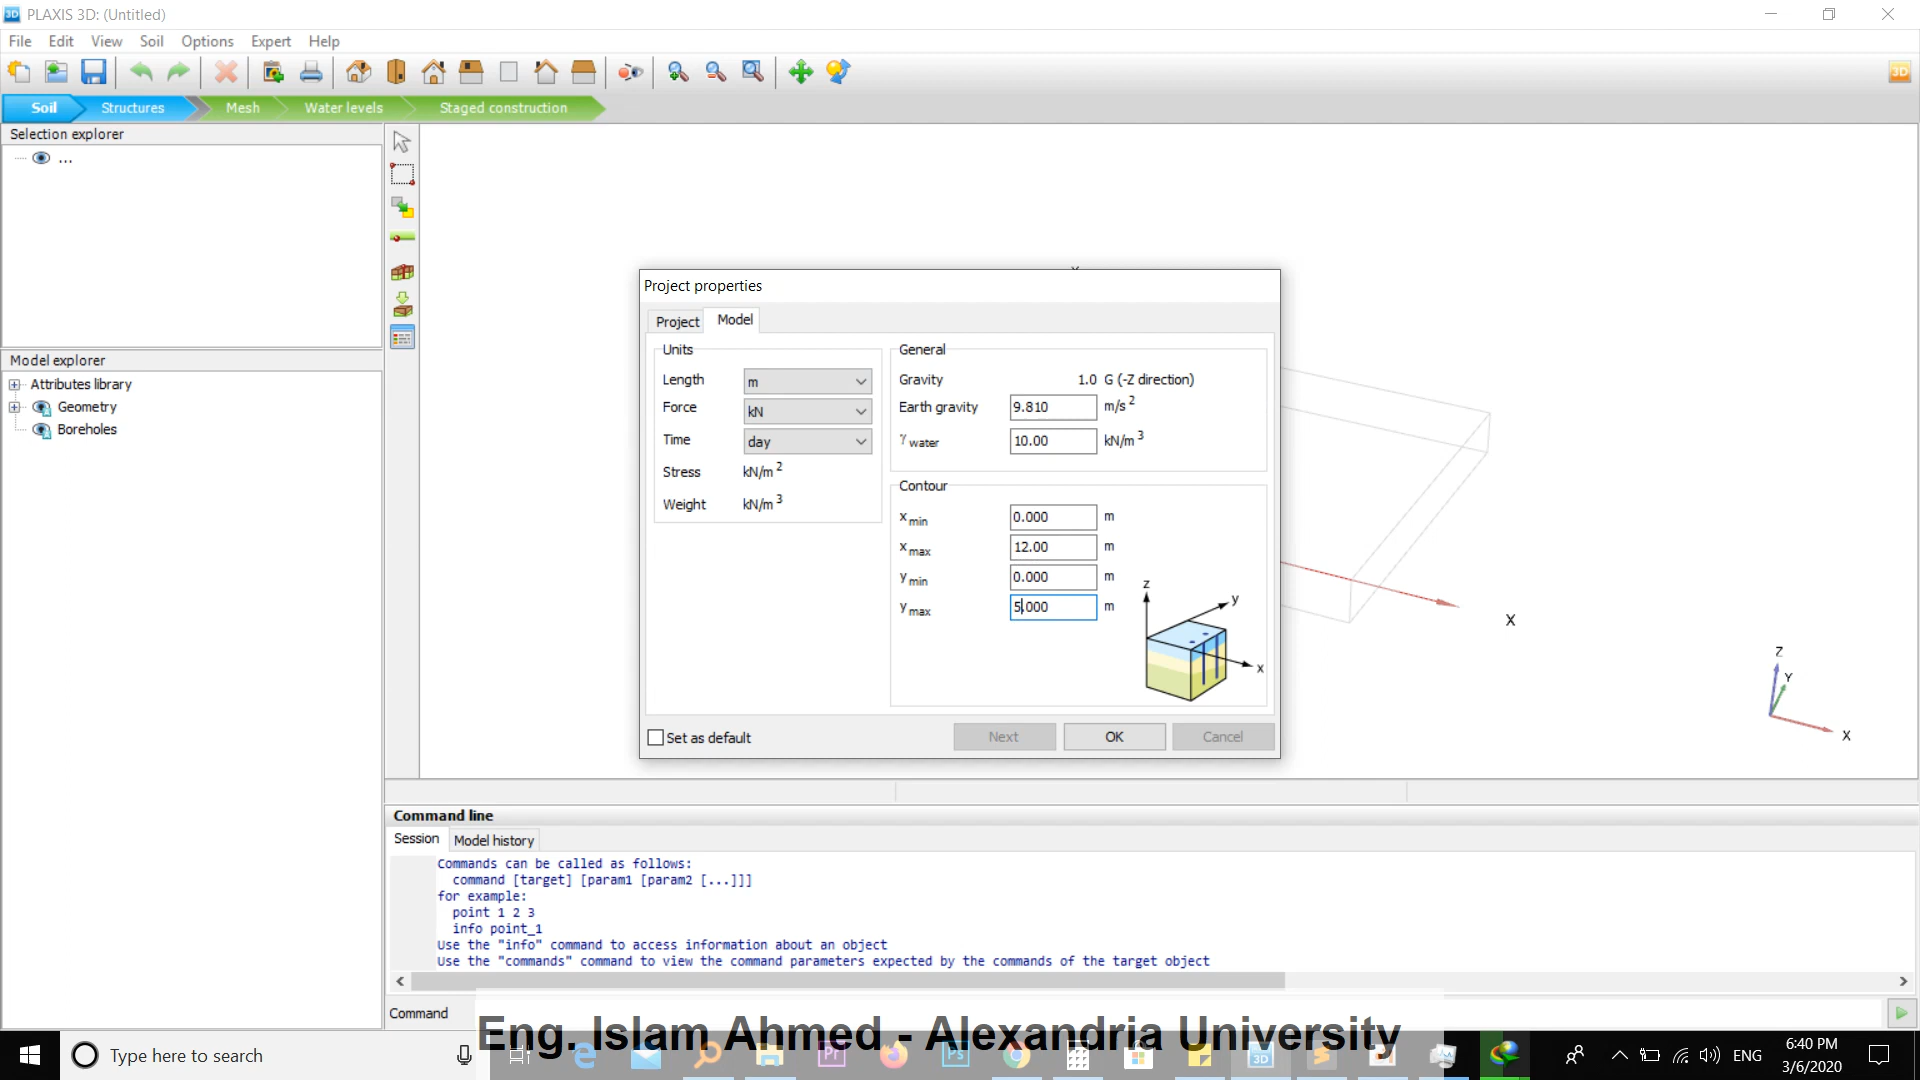 PLAXIS 3D: (Untitled)
File Edit View Soil Options Expert Help
3D
Soil Structures Mesh Water levels Staged construction
Selection explorer
...
Model explorer
Attributes library
Geometry
Boreholes
Project properties
Project Model
Units
Length m
Force kN
Time day
Stress kN/m 2
Weight kN/m 3
General
Gravity 1.0 G (-Z direction)
Earth gravity 9.810 m/s 2
γ water 10.00 kN/m 3
Contour
x min 0.000 m
x max 12.00 m
y min 0.000 m
y max 5.000 m
z
y
x
Set as default
Next OK Cancel
X
Z
Y
X
Command line
Session Model history
Commands can be called as follows:
command [target] [param1 [param2 [...]]]
for example:
point 1 2 3
info point_1
Use the "info" command to access information about an object
Use the "commands" command to view the command parameters expected by the commands of the target object
Command
Eng. Islam Ahmed - Alexandria University
Type here to search
Pr
Ps
3D
ENG
6:40 PM
3/6/2020